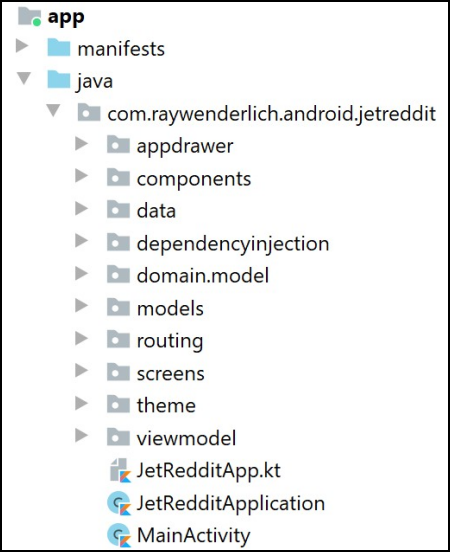 app
manifests
java
com.raywenderlich.android.jetreddit
appdrawer
components
data
dependencyinjection
domain.model
models
routing
screens
theme
viewmodel
JetRedditApp.kt
JetRedditApplication
MainActivity